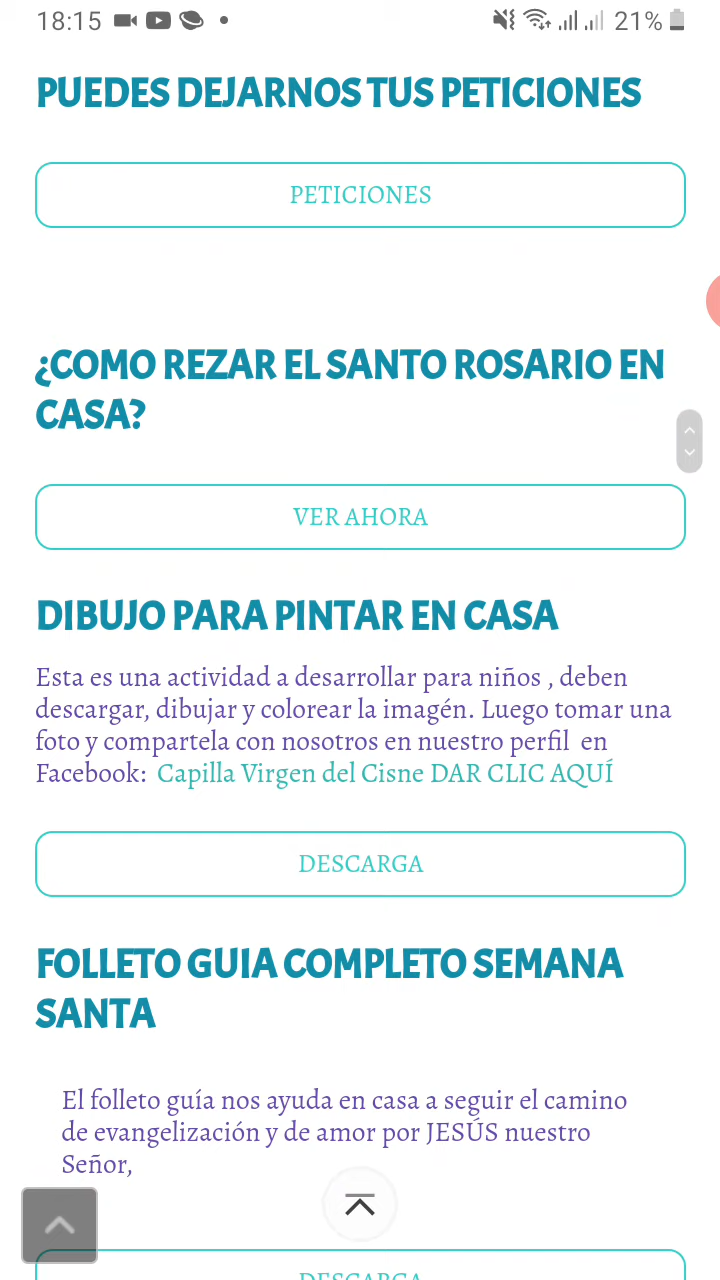 18:15
21%
PUEDES DEJARNOS TUS PETICIONES
PETICIONES
¿COMO REZAR EL SANTO ROSARIO EN
CASA?
VER AHORA
DIBUJO PARA PINTAR EN CASA
Esta es una actividad a desarrollar para niños , deben
descargar, dibujar y colorear la imagén. Luego tomar una
foto y compartela con nosotros en nuestro perfil  en
Facebook:  Capilla Virgen del Cisne DAR CLIC AQUÍ
DESCARGA
FOLLETO GUIA COMPLETO SEMANA
SANTA
El folleto guía nos ayuda en casa a seguir el camino
de evangelización y de amor por JESÚS nuestro
Señor,
DESCARGA